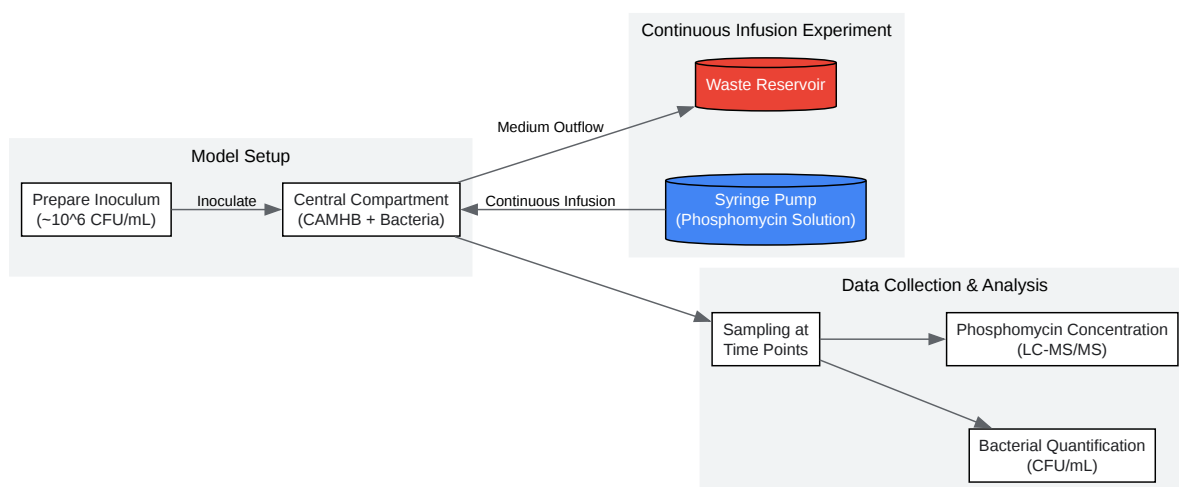 Continuous Infusion Experiment
Waste Reservoir
Medium Outflow
Model Setup
Prepare Inoculum
(~10^6 CFU/mL)
Inoculate
Central Compartment
(CAMHB + Bacteria)
Continuous Infusion
Syringe Pump
(Phosphomycin Solution)
Data Collection & Analysis
Sampling at
Time Points
Phosphomycin Concentration
(LC-MS/MS)
Bacterial Quantification
(CFU/mL)